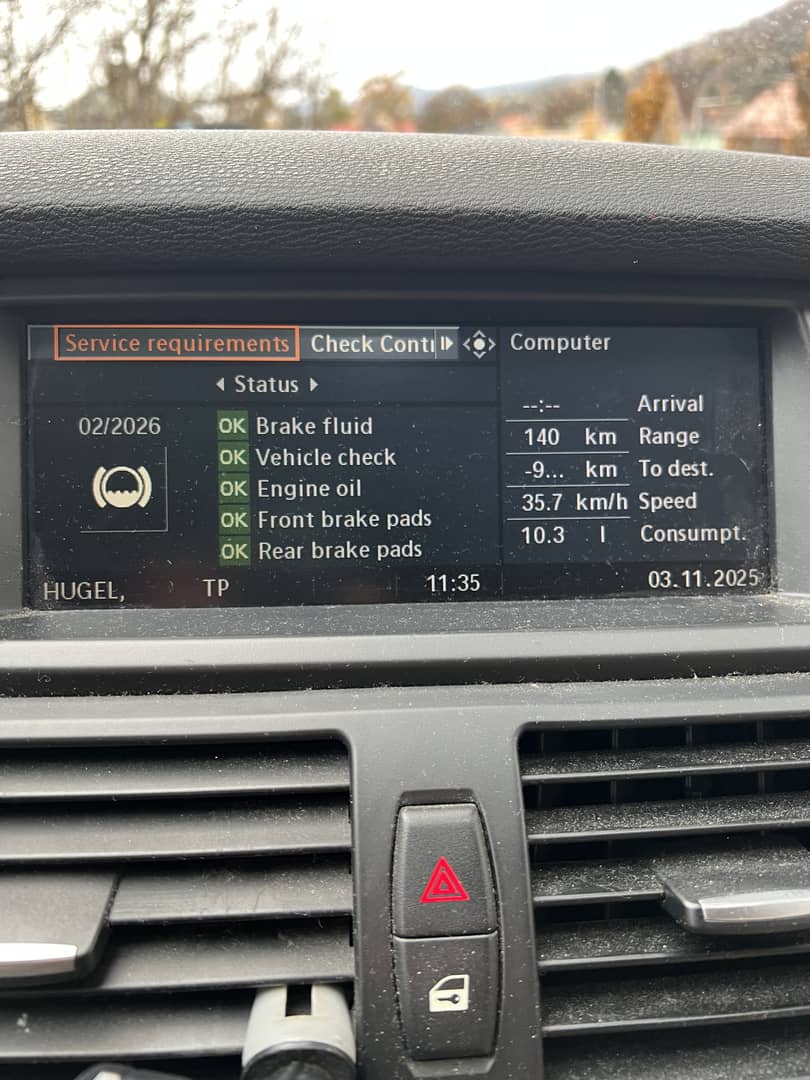 Service requirements Check Conti
Status
02/2026
OK Brake fluid
OK Vehicle check
OK Engine oil
OK Front brake pads
OK Rear brake pads
Computer
--:-- Arrival
140 km Range
-9... km To dest.
35.7 km/h Speed
10.3 l Consumpt.
HUGEL, TP 11:35 03.11.2025